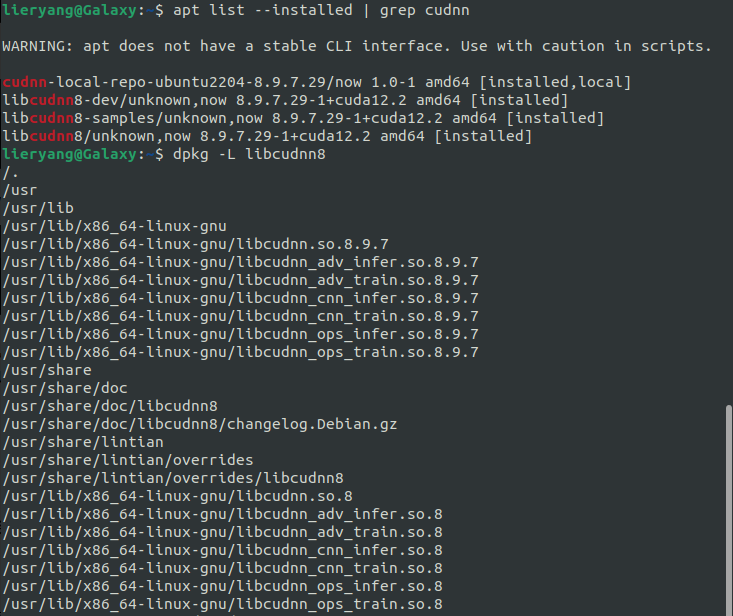 lieryang@Galaxy:~$ apt list --installed | grep cudnn

WARNING: apt does not have a stable CLI interface. Use with caution in scripts.

cudnn-local-repo-ubuntu2204-8.9.7.29/now 1.0-1 amd64 [installed,local]
libcudnn8-dev/unknown,now 8.9.7.29-1+cuda12.2 amd64 [installed]
libcudnn8-samples/unknown,now 8.9.7.29-1+cuda12.2 amd64 [installed]
libcudnn8/unknown,now 8.9.7.29-1+cuda12.2 amd64 [installed]
lieryang@Galaxy:~$ dpkg -L libcudnn8
/.
/usr
/usr/lib
/usr/lib/x86_64-linux-gnu
/usr/lib/x86_64-linux-gnu/libcudnn.so.8.9.7
/usr/lib/x86_64-linux-gnu/libcudnn_adv_infer.so.8.9.7
/usr/lib/x86_64-linux-gnu/libcudnn_adv_train.so.8.9.7
/usr/lib/x86_64-linux-gnu/libcudnn_cnn_infer.so.8.9.7
/usr/lib/x86_64-linux-gnu/libcudnn_cnn_train.so.8.9.7
/usr/lib/x86_64-linux-gnu/libcudnn_ops_infer.so.8.9.7
/usr/lib/x86_64-linux-gnu/libcudnn_ops_train.so.8.9.7
/usr/share
/usr/share/doc
/usr/share/doc/libcudnn8
/usr/share/doc/libcudnn8/changelog.Debian.gz
/usr/share/lintian
/usr/share/lintian/overrides
/usr/share/lintian/overrides/libcudnn8
/usr/lib/x86_64-linux-gnu/libcudnn.so.8
/usr/lib/x86_64-linux-gnu/libcudnn_adv_infer.so.8
/usr/lib/x86_64-linux-gnu/libcudnn_adv_train.so.8
/usr/lib/x86_64-linux-gnu/libcudnn_cnn_infer.so.8
/usr/lib/x86_64-linux-gnu/libcudnn_cnn_train.so.8
/usr/lib/x86_64-linux-gnu/libcudnn_ops_infer.so.8
/usr/lib/x86_64-linux-gnu/libcudnn_ops_train.so.8